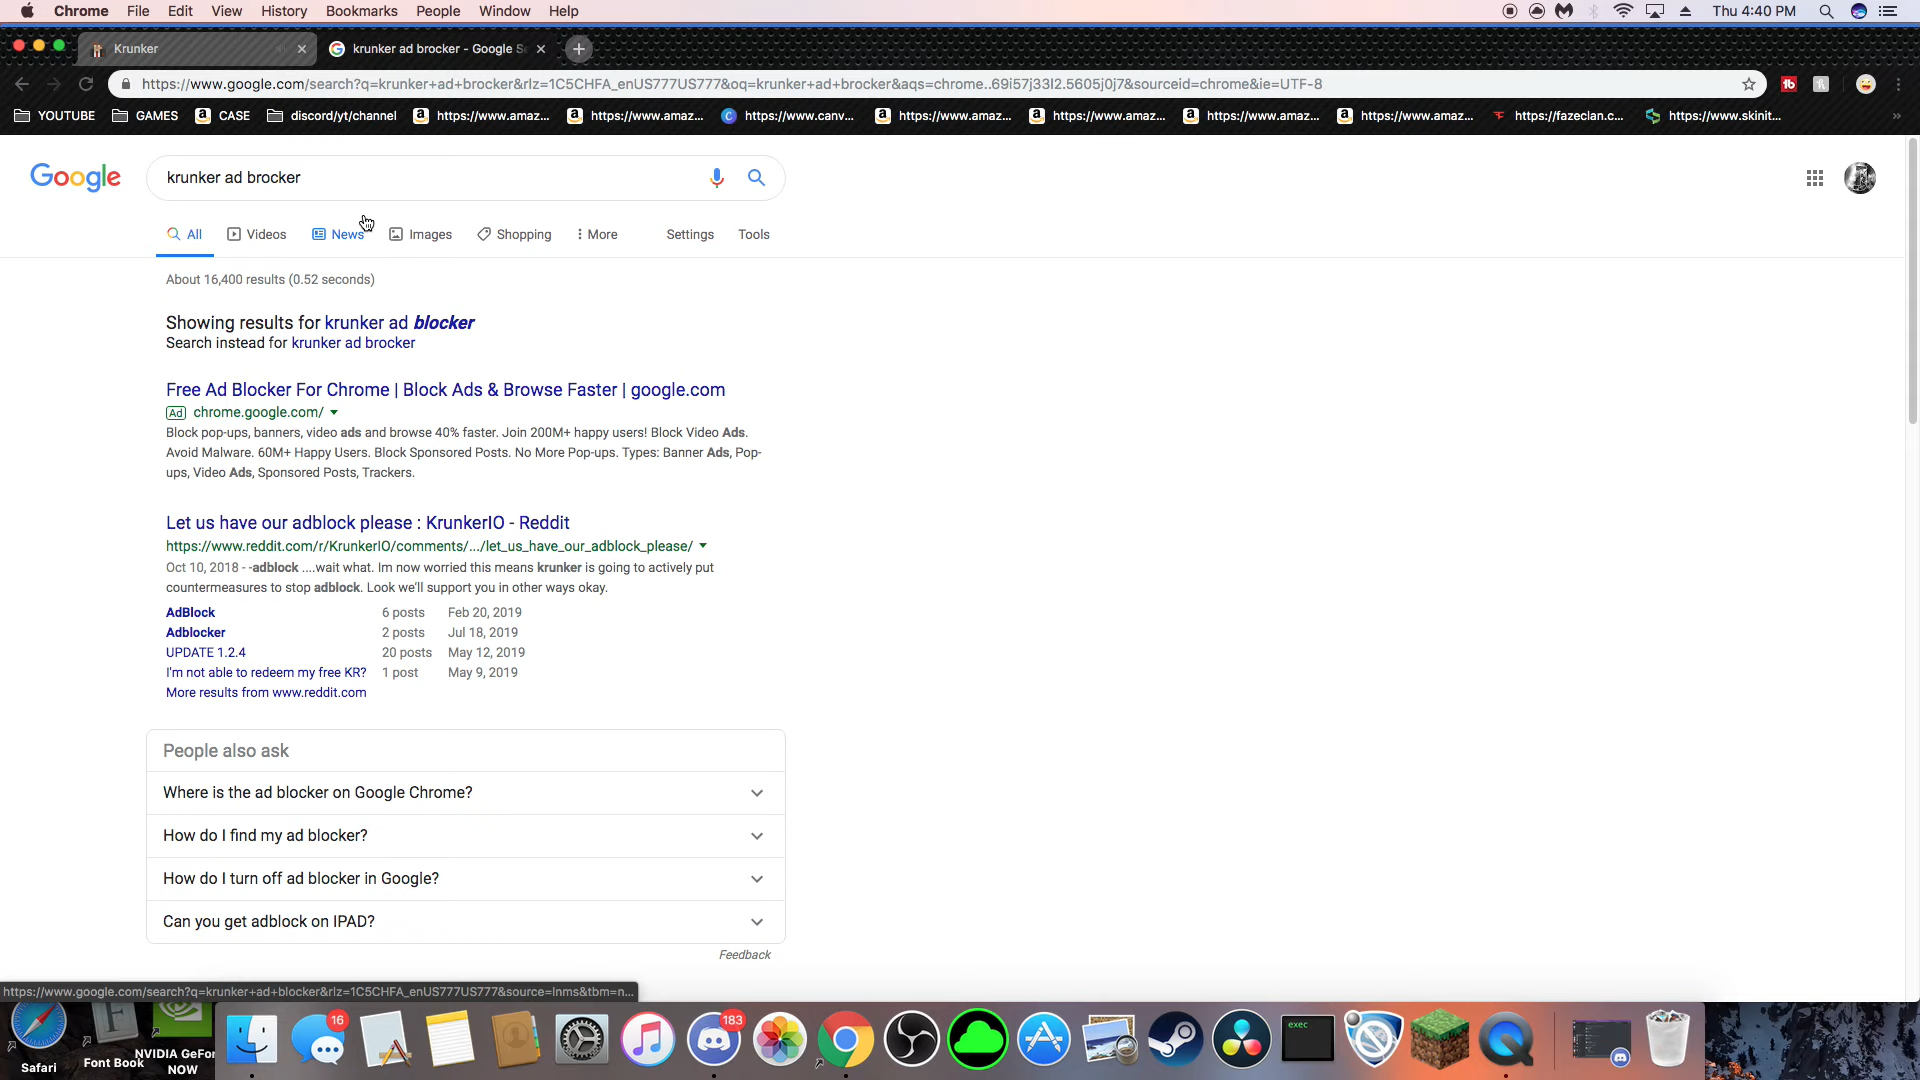 Chrome File Edit View History Bookmarks People Window Help Thu 4:40 PM
Krunker krunker ad brocker - Google S
https://www.google.com/search?q=krunker+ad+brocker&rlz=1C5CHFA_enUS777US777&oq=krunker+ad+brocker&aqs=chrome..69i57j33l2.5605j0j7&sourceid=chrome&ie=UTF-8
YOUTUBE GAMES CASE discord/yt/channel https://www.amaz... https://www.amaz... https://www.canv... https://www.amaz... https://www.amaz... https://www.amaz... https://www.amaz... https://fazeclan.c... https://www.skinit...
Google krunker ad brocker
All Videos News Images Shopping More Settings Tools
About 16,400 results (0.52 seconds)
Showing results for krunker ad blocker
Search instead for krunker ad brocker
Free Ad Blocker For Chrome | Block Ads & Browse Faster | google.com
Ad chrome.google.com/
Block pop-ups, banners, video ads and browse 40% faster. Join 200M+ happy users! Block Video Ads.
Avoid Malware. 60M+ Happy Users. Block Sponsored Posts. No More Pop-ups. Types: Banner Ads, Pop-
ups, Video Ads, Sponsored Posts, Trackers.
Let us have our adblock please : KrunkerIO - Reddit
https://www.reddit.com/r/KrunkerIO/comments/.../let_us_have_our_adblock_please/
Oct 10, 2018 - -adblock ....wait what. Im now worried this means krunker is going to actively put
countermeasures to stop adblock. Look we'll support you in other ways okay.
AdBlock 6 posts Feb 20, 2019
Adblocker 2 posts Jul 18, 2019
UPDATE 1.2.4 20 posts May 12, 2019
I'm not able to redeem my free KR? 1 post May 9, 2019
More results from www.reddit.com
People also ask
Where is the ad blocker on Google Chrome?
How do I find my ad blocker?
How do I turn off ad blocker in Google?
Can you get adblock on IPAD?
Feedback
https://www.google.com/search?q=krunker+ad+blocker&rlz=1C5CHFA_enUS777US777&source=lnms&tbm=n...
16 183 exec
Safari Font Book NVIDIA GeFor
NOW